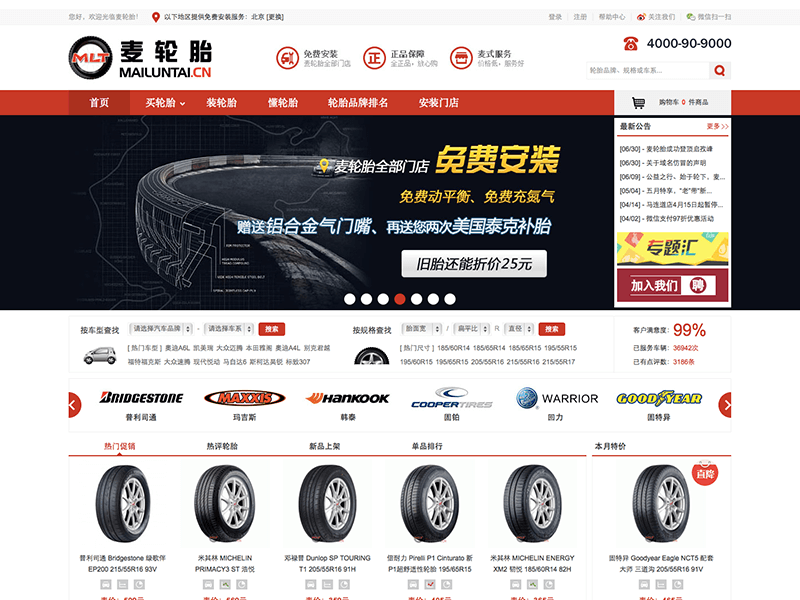 您好，欢迎光临麦轮胎！ 以下地区提供免费安装服务：北京 [更换] 登录 注册 帮助中心 关注我们 微信扫一扫
MLT 麦轮胎
MAILUNTAI.CN
免费安装
麦轮胎全部门店
正 正品保障
全正品，放心购
麦式服务
价格低，服务好
4000-90-9000
轮胎品牌、规格或车系...
首页 买轮胎 装轮胎 懂轮胎 轮胎品牌排名 安装门店 购物车 0 件商品
麦轮胎全部门店 免费安装
免费动平衡、免费充氮气
赠送铝合金气门嘴、再送您两次美国泰克补胎
旧胎还能折价25元
最新公告 更多
[06/30] - 麦轮胎成功登顶启孜峰
[06/30] - 关于域名仿冒的声明
[06/09] - 公益之行、始于轮下，麦...
[05/04] - 五月特享，"老"带"新...
[04/14] - 马连道店4月15日起暂停...
[04/02] - 微信支付97折优惠活动
专题汇
加入我们 聘
按车型查找 请选择汽车品牌 - 请选择车系 搜索
[ 热门车型 ] 奥迪A6L 凯美瑞 大众迈腾 本田雅阁 奥迪A4L 别克君越
福特福克斯 大众速腾 现代悦动 马自达6 斯柯达昊锐 标致307
按规格查找 胎面宽 / 扁平比 R 直径 搜索
[ 热门尺寸 ] 185/60R14 185/65R14 185/65R15 195/55R15
195/60R15 195/65R15 205/55R16 215/55R16 215/55R17
客户满意度： 99%
已服务车辆： 36942次
已有点评数： 3186条
BRIDGESTONE
普利司通
MAXXIS
玛吉斯
HANKOOK
韩泰
COOPERTIRES
固铂
WARRIOR
回力
GOODYEAR
固特异
热门促销 热评轮胎 新品上架 单品排行 本月特价
直降
普利司通 Bridgestone 绿歌伴
EP200 215/55R16 93V
米其林 MICHELIN
PRIMACY3 ST 浩悦
邓禄普 Dunlop SP TOURING
T1 205/55R16 91H
倍耐力 Pirelli P1 Cinturato 新
P1超舒适性轮胎 195/65R15
米其林 MICHELIN ENERGY
XM2 韧悦 185/60R14 82H
固特异 Goodyear Eagle NCT5 配套
大师 三道沟 205/55R16 91V